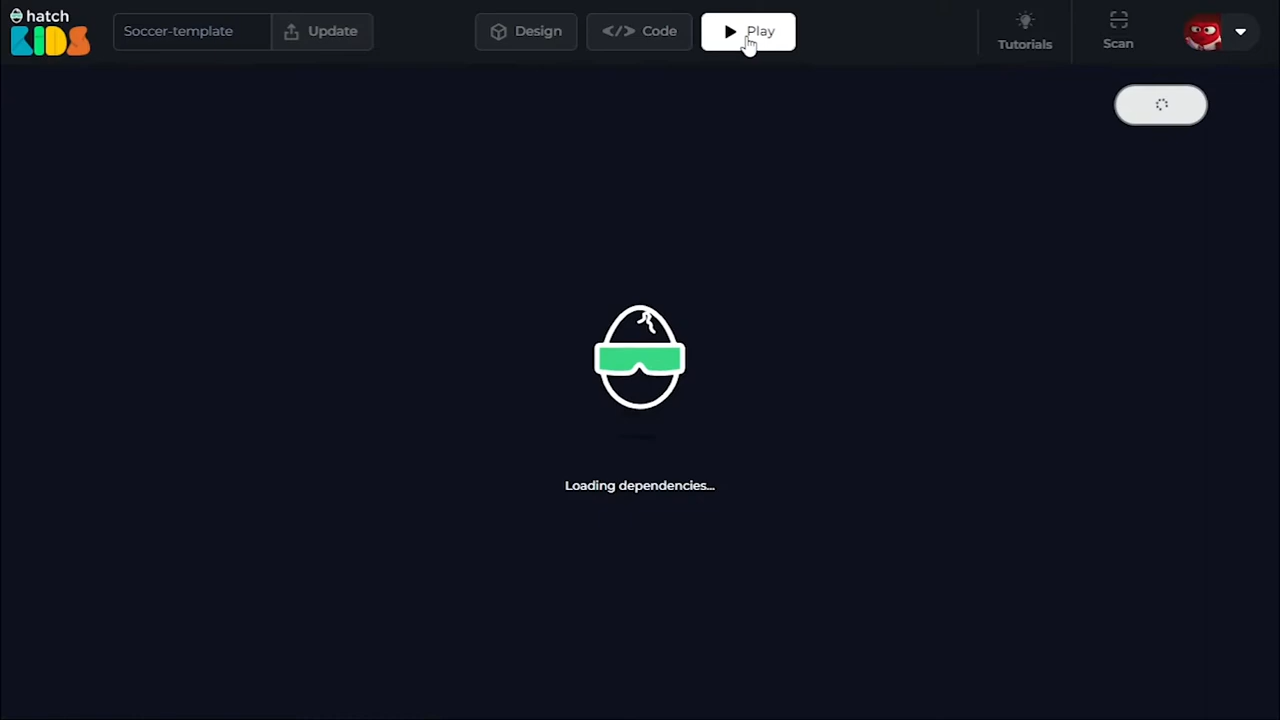 hatch
KIDS
Soccer-template
Update
Design
</> Code
Play
Tutorials
Scan
Loading dependencies...